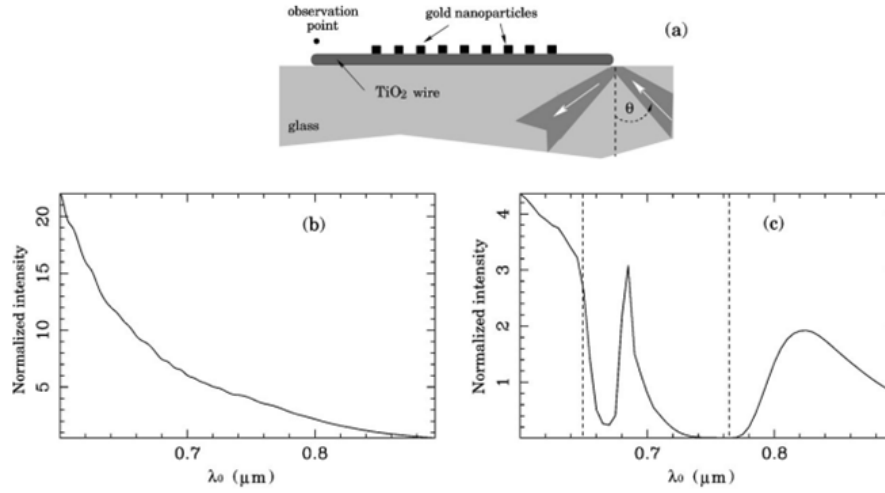 observation
point
gold nanoparticles
(a)
TiO₂ wire
glass
θ
(b)
Normalized intensity
20
15
10
5
0.7 0.8
λ₀ (μm)
(c)
Normalized intensity
4
3
2
1
0.7 0.8
λ₀ (μm)